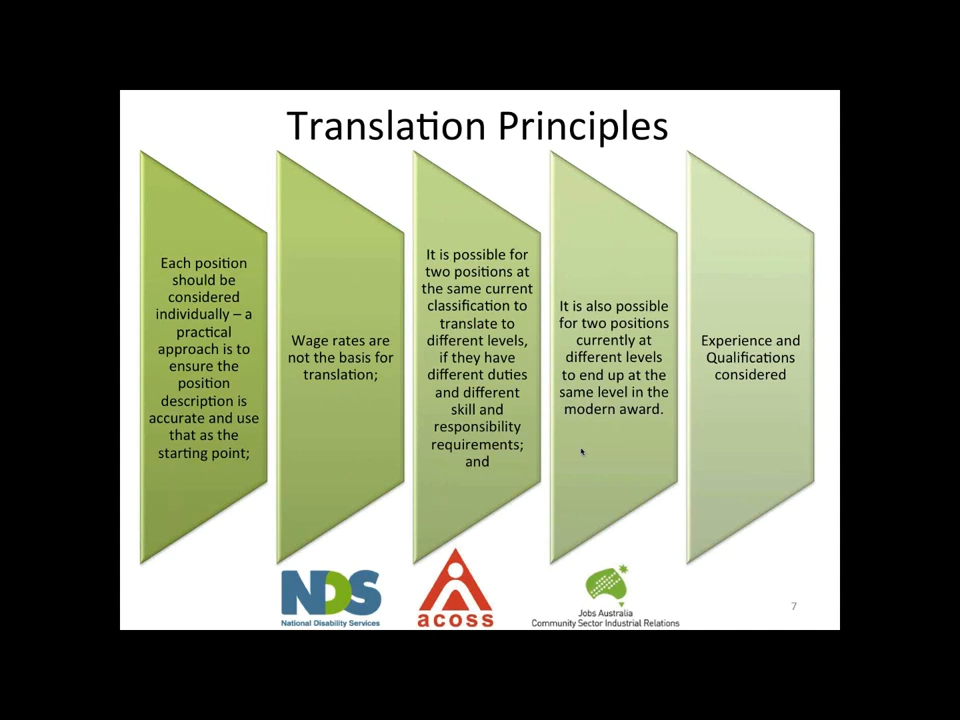 Translation Principles
Each position
should be
considered
individually – a
practical
approach is to
ensure the
position
description is
accurate and use
that as the
starting point;
Wage rates are
not the basis for
translation;
It is possible for
two positions at
the same current
classification to
translate to
different levels,
if they have
different duties
and different
skill and
responsibility
requirements;
and
It is also possible
for two positions
currently at
different levels
to end up at the
same level in the
modern award.
Experience and
Qualifications
considered
NDS
National Disability Services
acoss
Jobs Australia
Community Sector Industrial Relations
7